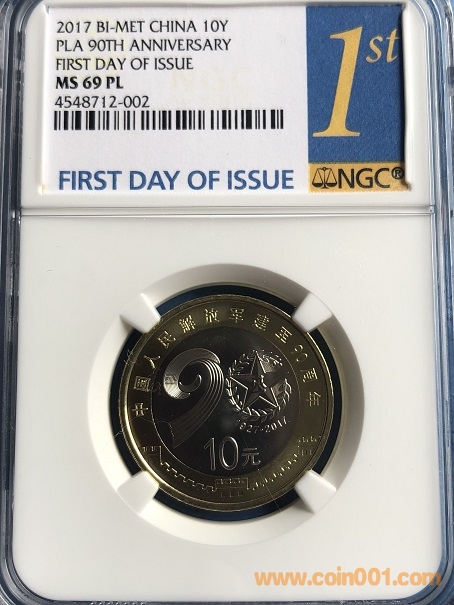 2017 BI-MET CHINA 10Y
PLA 90TH ANNIVERSARY
FIRST DAY OF ISSUE
MS 69 PL
4548712-002
FIRST DAY OF ISSUE
1st
NGC®
中国人民解放军建军90周年
90
1927-2017
10元
www.coin001.com